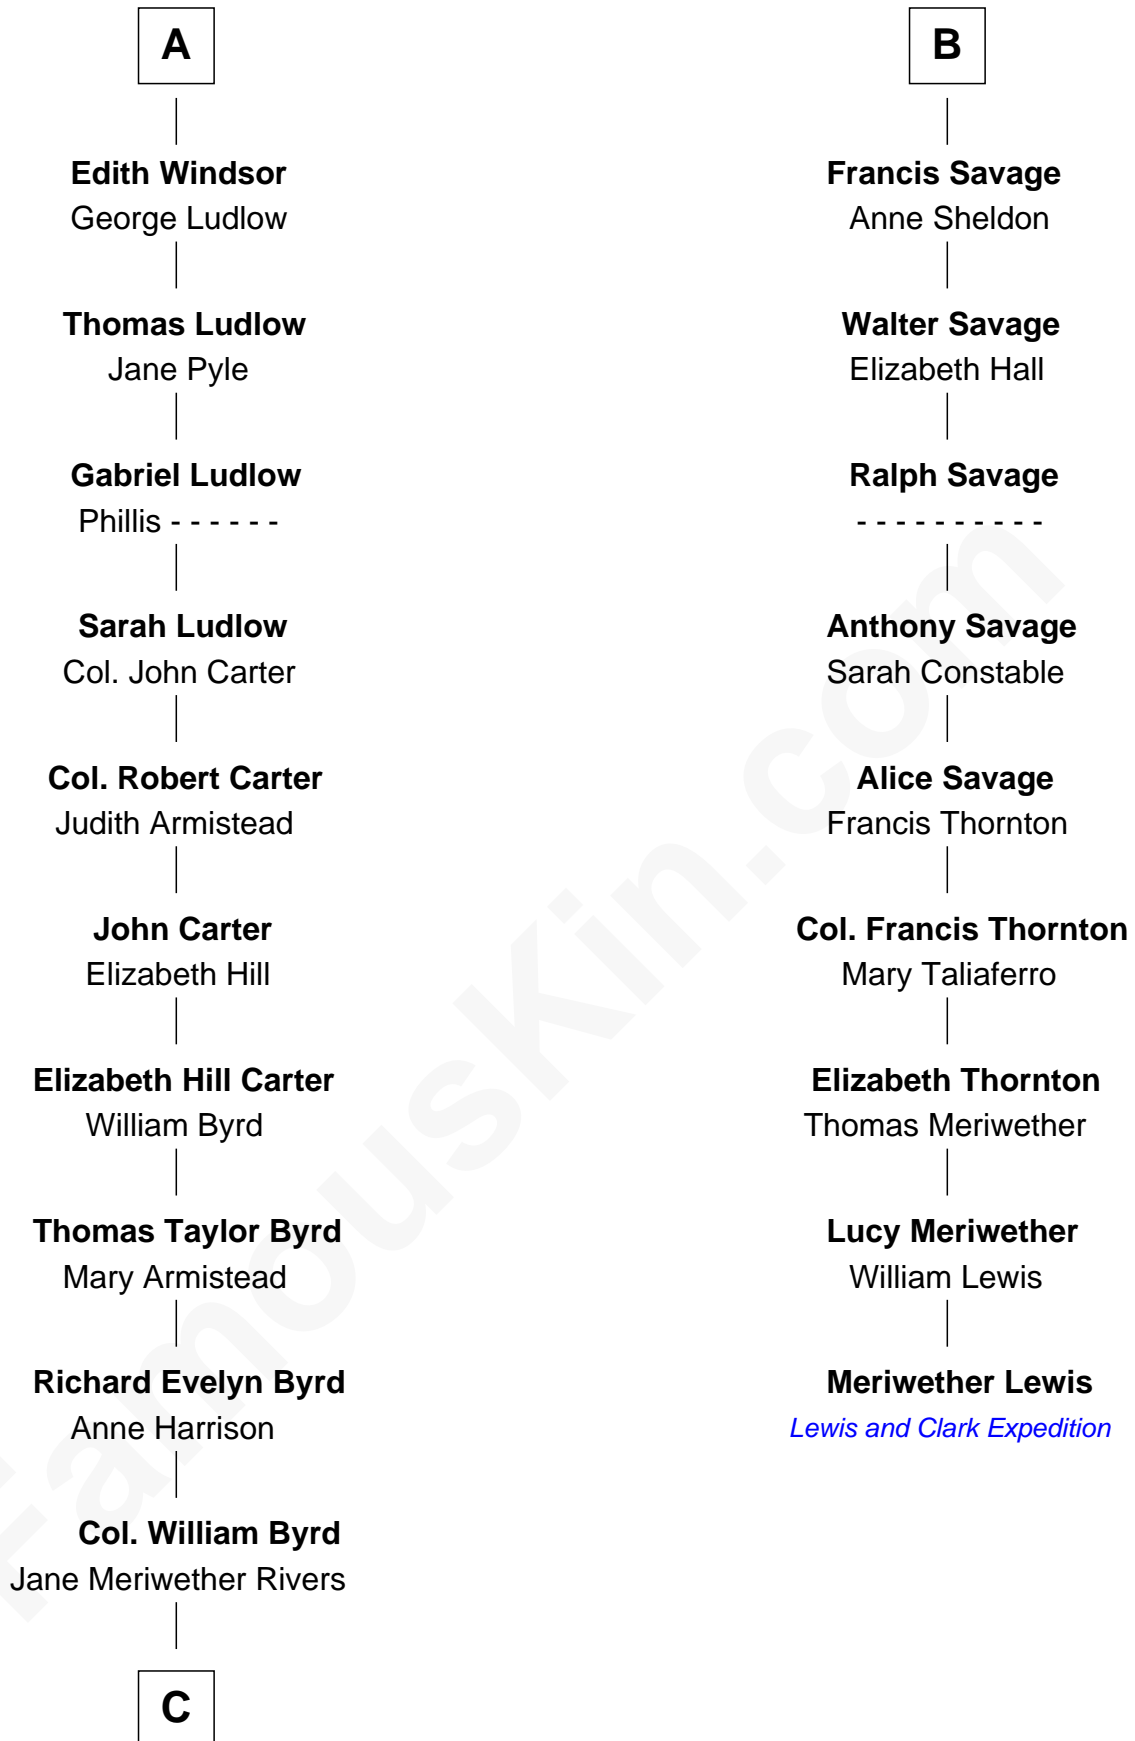 A
Edith Windsor
George Ludlow
Thomas Ludlow
Jane Pyle
Gabriel Ludlow
Phillis - - - - - -
Sarah Ludlow
Col. John Carter
Col. Robert Carter
Judith Armistead
John Carter
Elizabeth Hill
Elizabeth Hill Carter
William Byrd
Thomas Taylor Byrd
Mary Armistead
Richard Evelyn Byrd
Anne Harrison
Col. William Byrd
Jane Meriwether Rivers
C
B
Francis Savage
Anne Sheldon
Walter Savage
Elizabeth Hall
Ralph Savage
- - - - - - - - - -
Anthony Savage
Sarah Constable
Alice Savage
Francis Thornton
Col. Francis Thornton
Mary Taliaferro
Elizabeth Thornton
Thomas Meriwether
Lucy Meriwether
William Lewis
Meriwether Lewis
Lewis and Clark Expedition
FamousKin.com